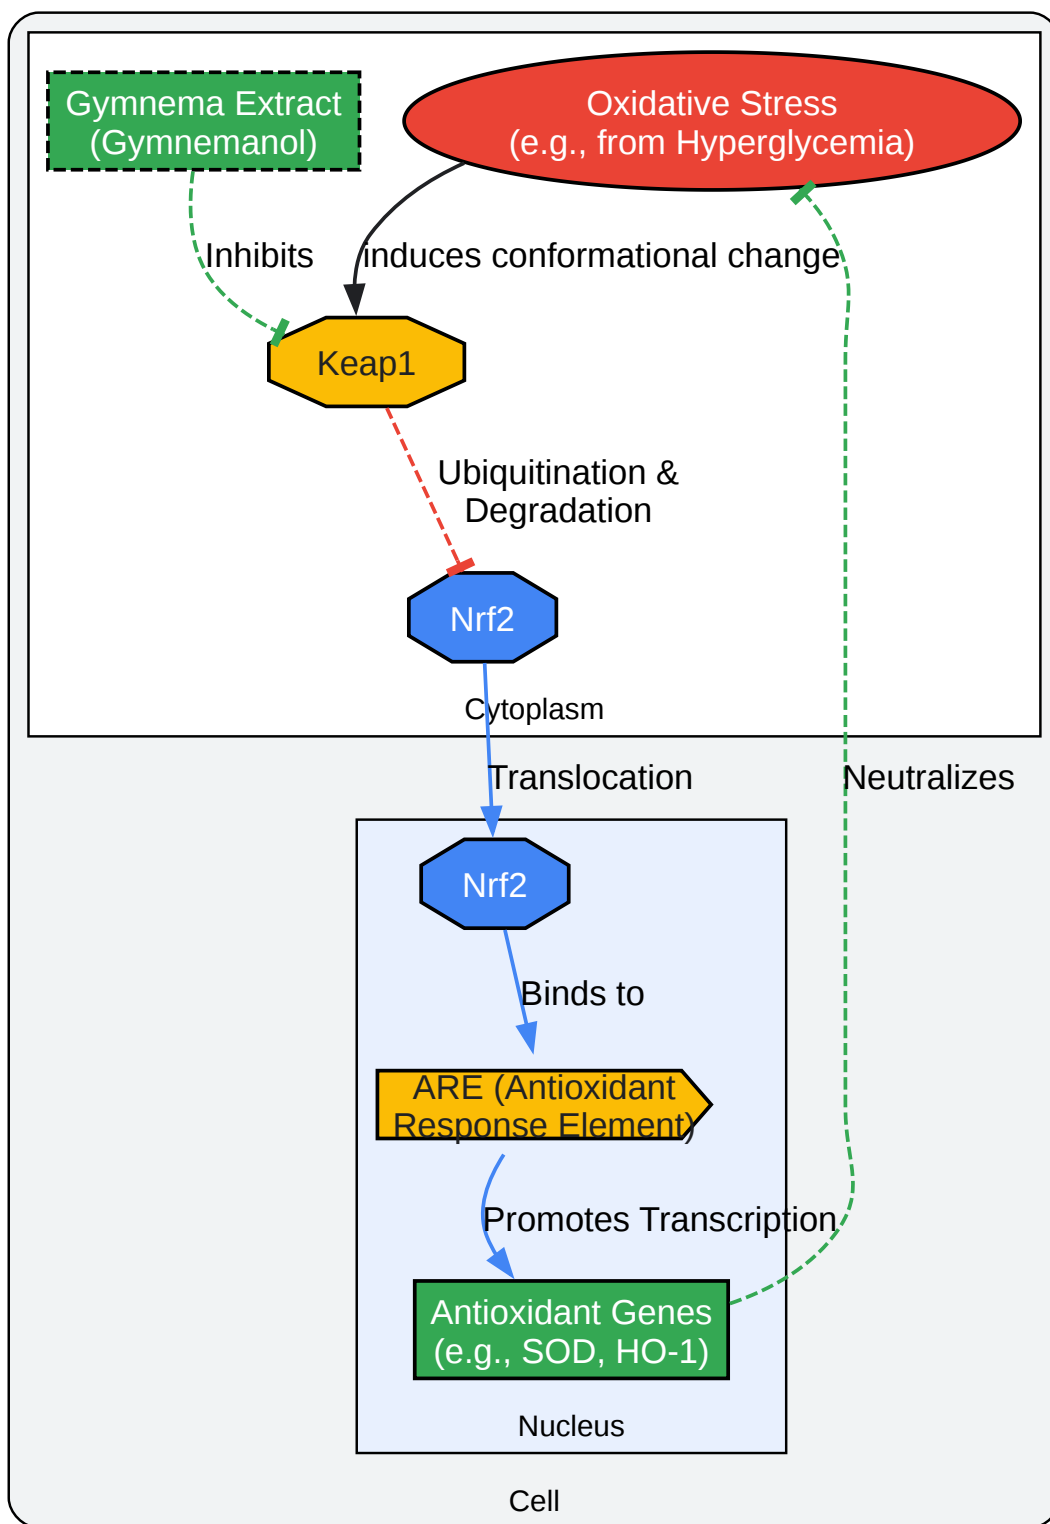 Gymnema Extract
(Gymnemanol)
Oxidative Stress
(e.g., from Hyperglycemia)
Inhibits
induces conformational change
Keap1
Ubiquitination &
Degradation
Nrf2
Cytoplasm
Translocation
Neutralizes
Nrf2
Binds to
ARE (Antioxidant
Response Element)
Promotes Transcription
Antioxidant Genes
(e.g., SOD, HO-1)
Nucleus
Cell